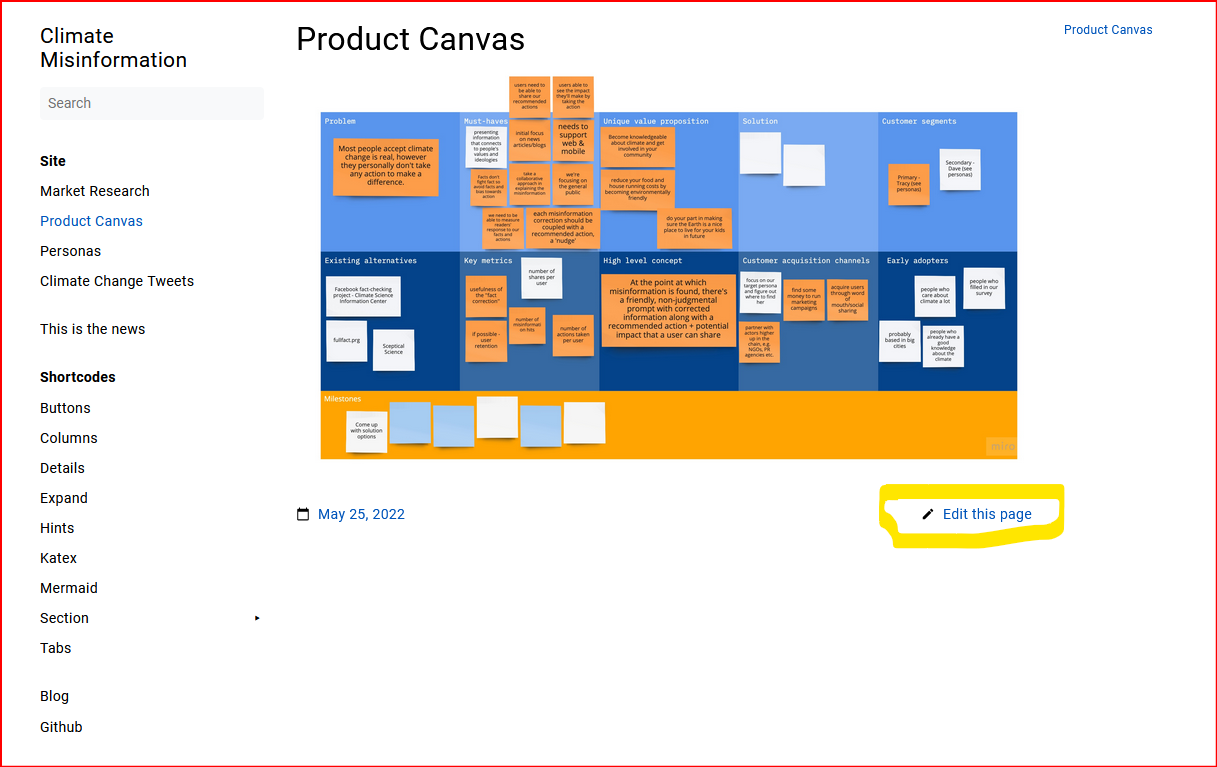 Climate
Misinformation
Search
Site
Market Research
Product Canvas
Personas
Climate Change Tweets
This is the news
Shortcodes
Buttons
Columns
Details
Expand
Hints
Katex
Mermaid
Section
Tabs
Blog
Github
Product Canvas
users need to
be able to
share our
recommended
actions
users able to
see the impact
they'll make by
taking the
action
Problem
Most people accept climate
change is real, however
they personally don't take
any action to make a
difference.
Must-haves
presenting
information
that connects
to people's
values and
ideologies
initial focus
on news
articles/blogs
needs to
support
web &
mobile
Facts don't
fight fact so
avoid facts and
bias towards
action
take a
collaborative
approach in
explaining the
misinformation
we're
focusing on
the general
public
we need to be
able to measure
readers'
response to our
facts and
actions
each misinformation
correction should be
coupled with a
recommended action,
a 'nudge'
Unique value proposition
Become knowledgeable
about climate and get
involved in your
community
reduce your food and
house running costs by
becoming environmentally
friendly
do your part in making
sure the Earth is a nice
place to live for your kids
in future
Solution
Customer segments
Primary -
Tracy (see
personas)
Secondary -
Dave (see
personas)
Existing alternatives
Facebook fact-checking
project - Climate Science
Information Center
fullfact.prg
Sceptical
Science
Key metrics
usefulness of
the "fact
correction"
number of
shares per
user
if possible -
user
retention
number of
misinformati
on hits
number of
actions taken
per user
High level concept
At the point at which
misinformation is found, there's
a friendly, non-judgmental
prompt with corrected
information along with a
recommended action + potential
impact that a user can share
Customer acquisition channels
focus on our
target persona
and figure out
where to find
her
find some
money to run
marketing
campaigns
acquire users
through word
of
mouth/social
sharing
partner with
actors higher
up in the
chain, e.g.
NGOs, PR
agencies etc.
Early adopters
people who
care about
climate a lot
people who
filled in our
survey
probably
based in big
cities
people who
already have a
good
knowledge
about the
climate
Milestones
Come up
with solution
options
miro
May 25, 2022
Edit this page
Product Canvas